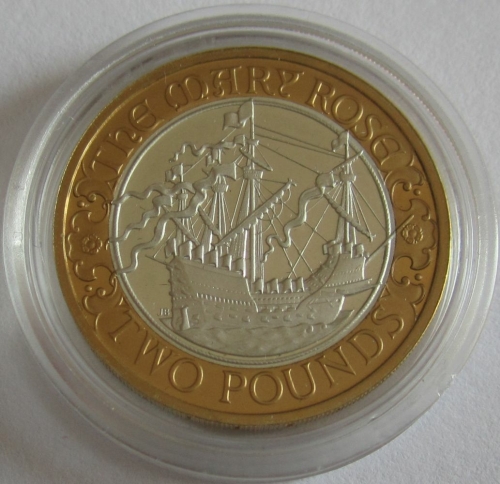 THE MARY ROSE
TWO POUNDS